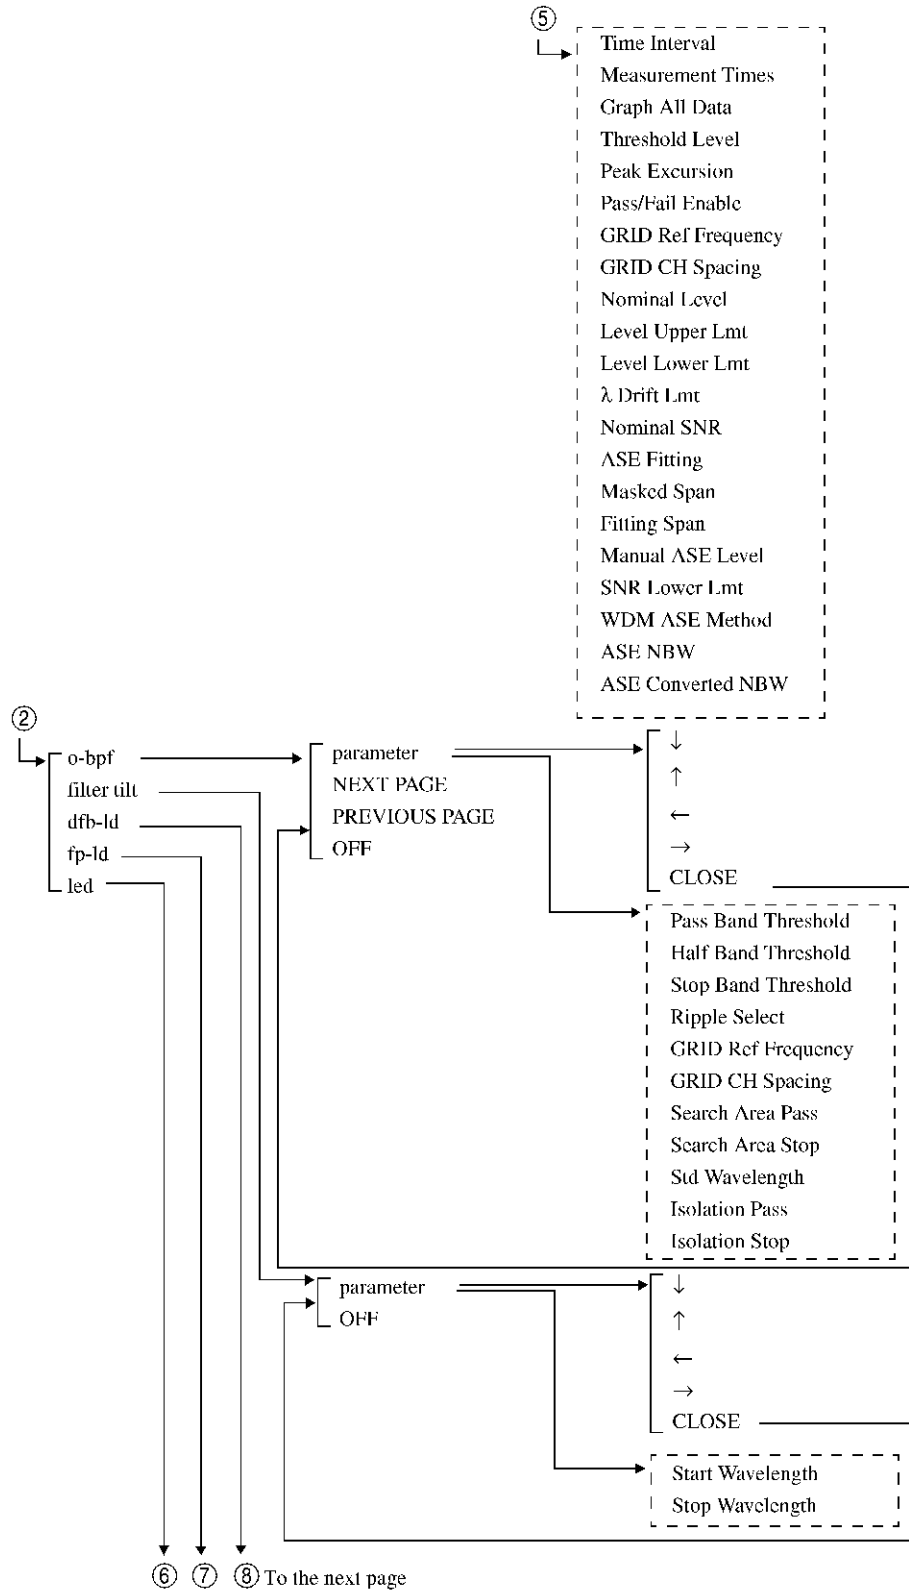 ⑤
Time Interval
Measurement Times
Graph All Data
Threshold Level
Peak Excursion
Pass/Fail Enable
GRID Ref Frequency
GRID CH Spacing
Nominal Level
Level Upper Lmt
Level Lower Lmt
λ Drift Lmt
Nominal SNR
ASE Fitting
Masked Span
Fitting Span
Manual ASE Level
SNR Lower Lmt
WDM ASE Method
ASE NBW
ASE Converted NBW
②
o-bpf
filter tilt
dfb-ld
fp-ld
led
parameter
NEXT PAGE
PREVIOUS PAGE
OFF
↓
↑
←
→
CLOSE
Pass Band Threshold
Half Band Threshold
Stop Band Threshold
Ripple Select
GRID Ref Frequency
GRID CH Spacing
Search Area Pass
Search Area Stop
Std Wavelength
Isolation Pass
Isolation Stop
parameter
OFF
↓
↑
←
→
CLOSE
Start Wavelength
Stop Wavelength
⑥ ⑦ ⑧ To the next page